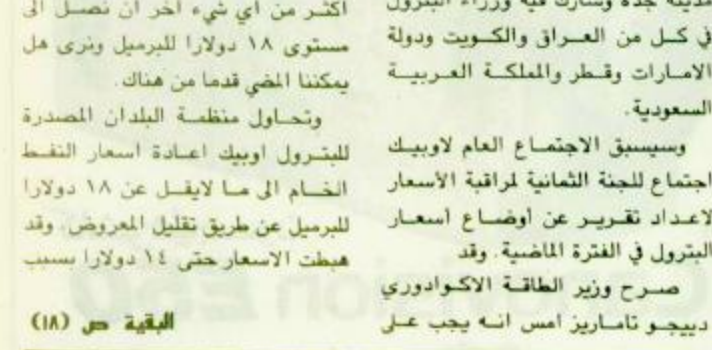 مدينة جدة وشارك فيه وزراء البترول
في كل من العراق والكويت ودولة
الامارات وقطر والمملكة العربية
السعودية.
وسيسبق الاجتماع العام لاوبيك
اجتماع للجنة الثمانية لمراقبة الأسعار
لاعداد تقرير عن أوضاع أسعار
البترول في الفترة الماضية. وقد
صرح وزير الطاقة الاكوادوري
دييجو تاماريز امس انه يجب على
اكثر من اي شيء اخر ان نصل الى
مستوى ١٨ دولارا للبرميل ونرى هل
يمكننا المضي قدما من هناك.
وتحاول منظمة البلدان المصدرة
للبترول اوبيك اعادة اسعار النفط
الخام الى ما لايقل عن ١٨ دولارا
للبرميل عن طريق تقليل المعروض. وقد
هبطت الاسعار حتى ١٤ دولارا بسبب
البقية ص (١٨)